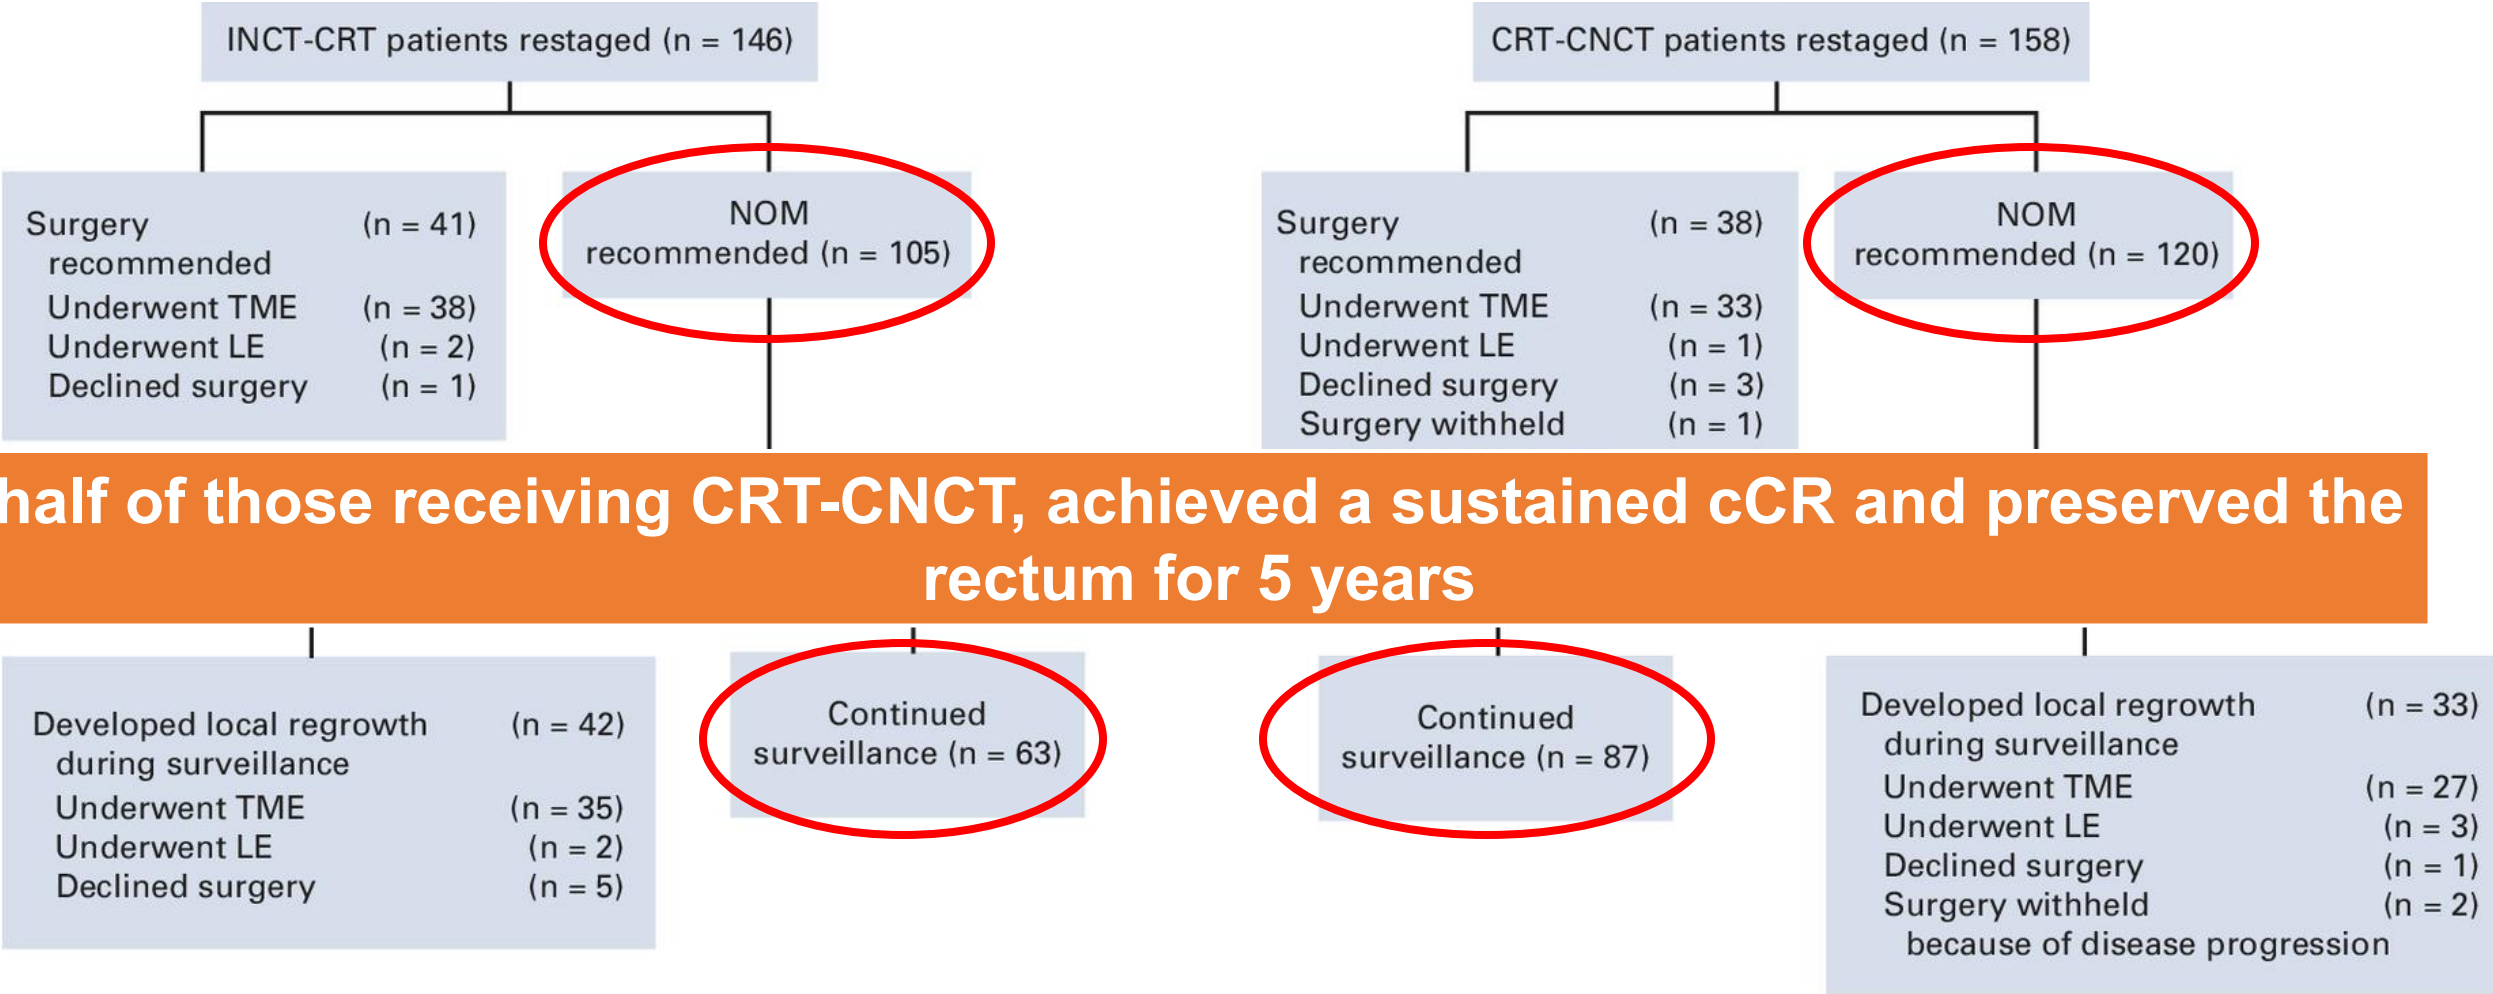 INCT-CRT patients restaged (n = 146)
CRT-CNCT patients restaged (n = 158)
Surgery (n = 41)
recommended
Underwent TME (n = 38)
Underwent LE (n = 2)
Declined surgery (n = 1)
NOM
recommended (n = 105)
Surgery (n = 38)
recommended
Underwent TME (n = 33)
Underwent LE (n = 1)
Declined surgery (n = 3)
Surgery withheld (n = 1)
NOM
recommended (n = 120)
half of those receiving CRT-CNCT, achieved a sustained cCR and preserved the
rectum for 5 years
Developed local regrowth (n = 42)
during surveillance
Underwent TME (n = 35)
Underwent LE (n = 2)
Declined surgery (n = 5)
Continued
surveillance (n = 63)
Continued
surveillance (n = 87)
Developed local regrowth (n = 33)
during surveillance
Underwent TME (n = 27)
Underwent LE (n = 3)
Declined surgery (n = 1)
Surgery withheld (n = 2)
because of disease progression